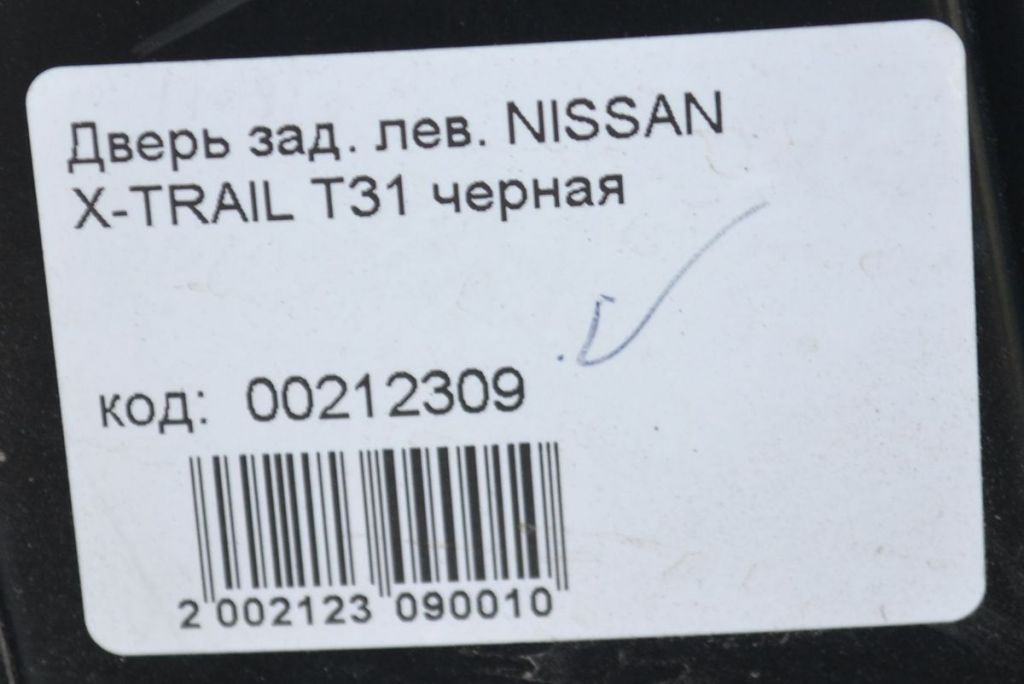 Дверь зад. лев. NISSAN
X-TRAIL T31 черная
код: 00212309
2 002123 090010